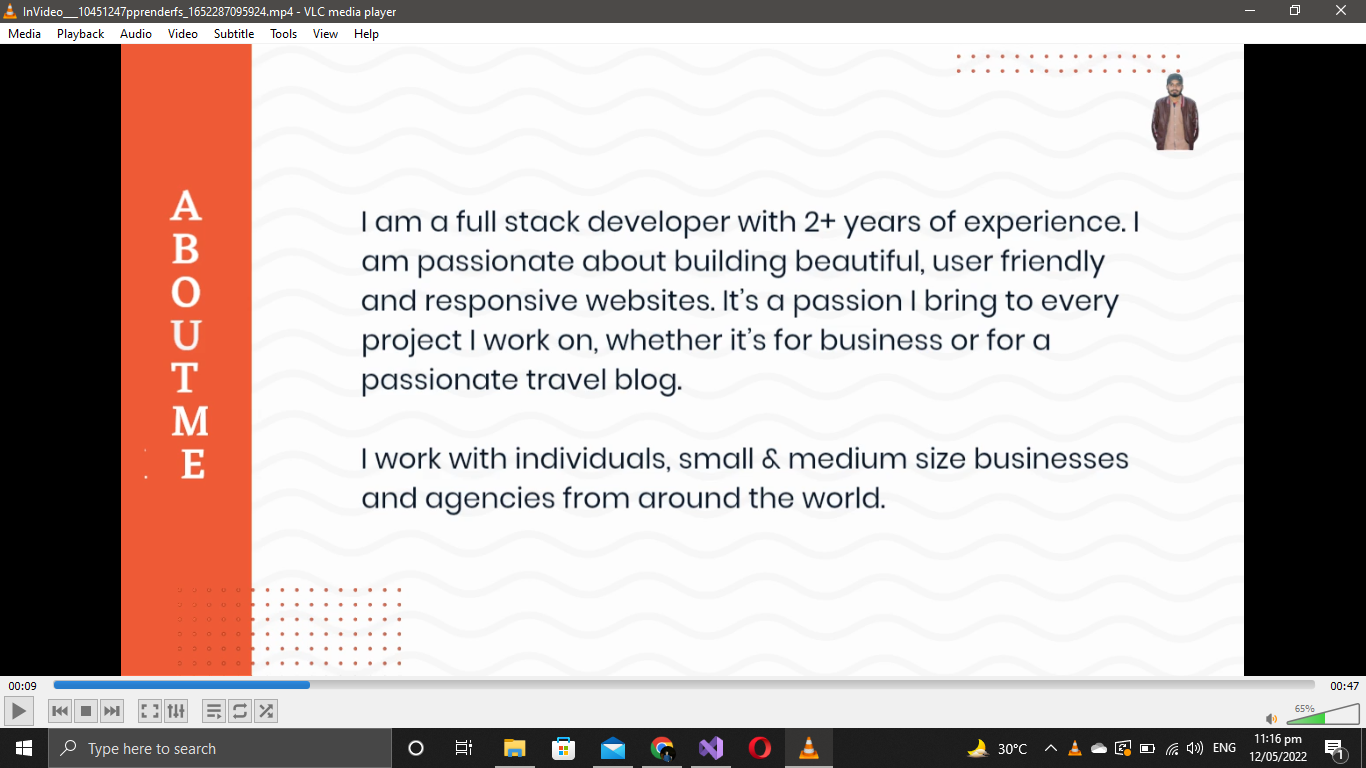 InVideo___10451247pprenderfs_1652287095924.mp4 - VLC media player
Media Playback Audio Video Subtitle Tools View Help
ABOUT ME
I am a full stack developer with 2+ years of experience. I
am passionate about building beautiful, user friendly
and responsive websites. It's a passion I bring to every
project I work on, whether it's for business or for a
passionate travel blog.
I work with individuals, small & medium size businesses
and agencies from around the world.
00:09 00:47
65%
Type here to search
30°C
ENG
11:16 pm
12/05/2022
1